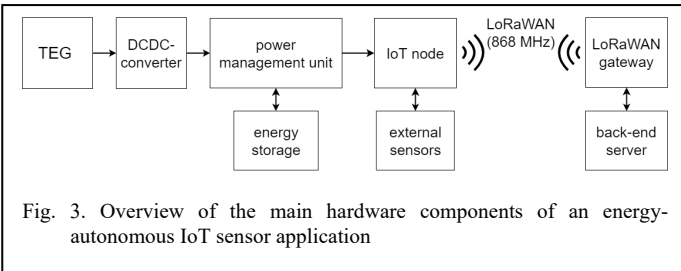 TEG
DCDC-
converter
power
management unit
IoT node
LoRaWAN
(868 MHz)
LoRaWAN
gateway
energy
storage
external
sensors
back-end
server
Fig. 3. Overview of the main hardware components of an energy-
autonomous IoT sensor application